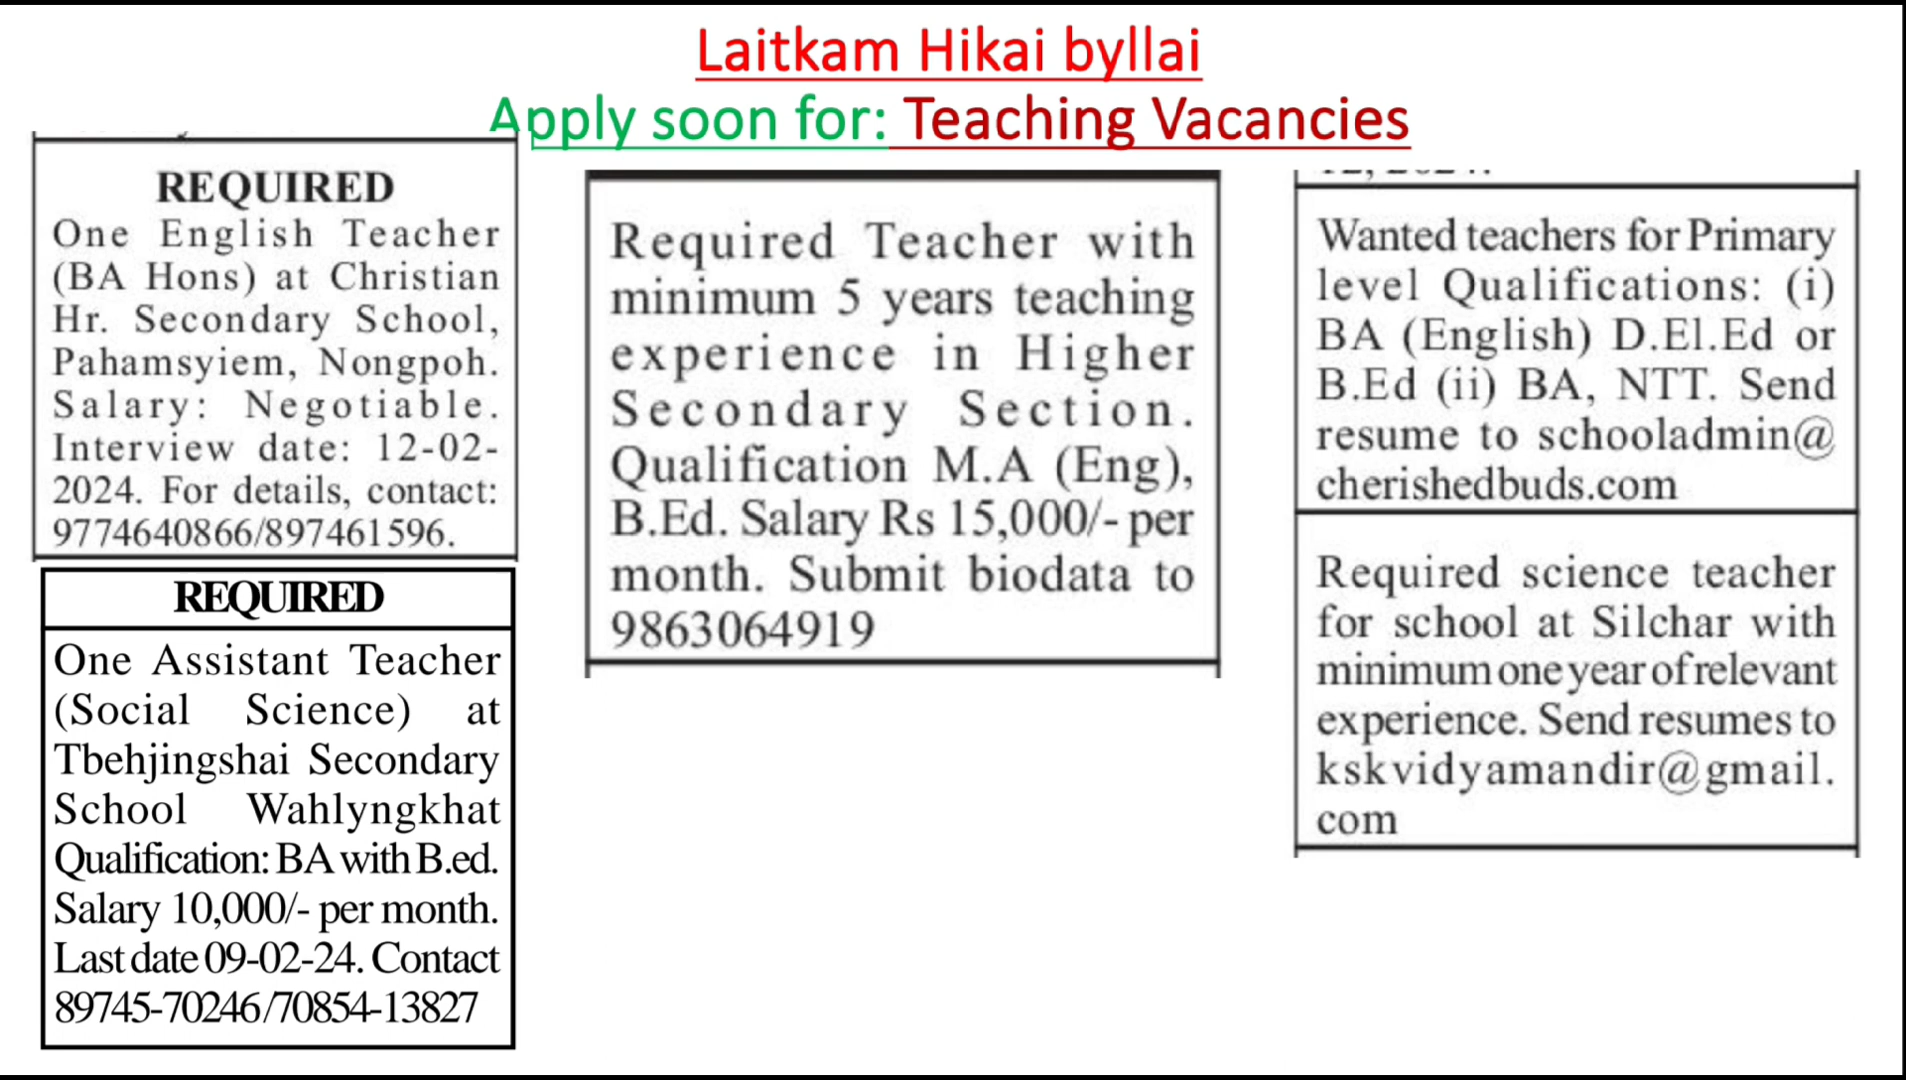 Laitkam Hikai byllai
Apply soon for: Teaching Vacancies
REQUIRED
One English Teacher
(BA Hons) at Christian
Hr. Secondary School,
Pahamsyiem, Nongpoh.
Salary: Negotiable.
Interview date: 12-02-
2024. For details, contact:
9774640866/897461596.
REQUIRED
One Assistant Teacher
(Social Science) at
Tbehjingshai Secondary
School Wahlyngkhat
Qualification: BA with B.ed.
Salary 10,000/- per month.
Last date 09-02-24. Contact
89745-70246/70854-13827
Required Teacher with
minimum 5 years teaching
experience in Higher
Secondary Section.
Qualification M.A (Eng),
B.Ed. Salary Rs 15,000/- per
month. Submit biodata to
9863064919
Wanted teachers for Primary
level Qualifications: (i)
BA (English) D.El.Ed or
B.Ed (ii) BA, NTT. Send
resume to schooladmin@
cherishedbuds.com
Required science teacher
for school at Silchar with
minimum one year of relevant
experience. Send resumes to
kskvidyamandir@gmail.
com